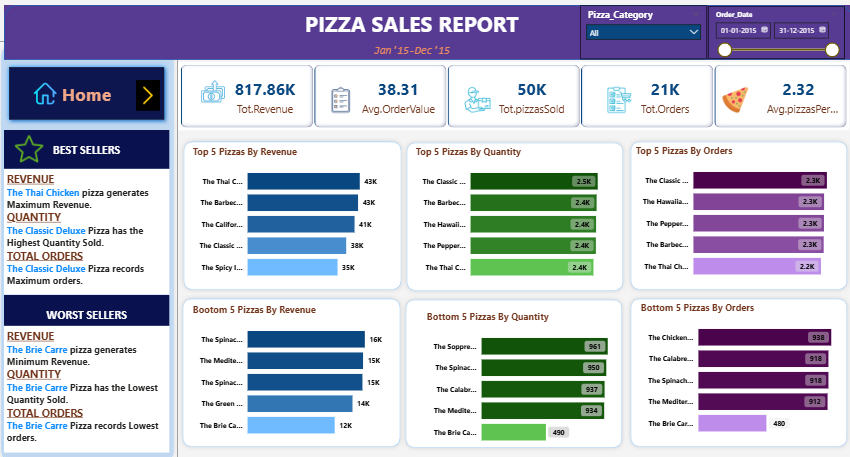 PIZZA SALES REPORT
Jan '15-Dec '15
Pizza_Category
All
Order_Date
01-01-2015
31-12-2015
Home
817.86K
Tot.Revenue
38.31
Avg.OrderValue
50K
Tot.pizzasSold
21K
Tot.Orders
2.32
Avg.pizzasPer...
BEST SELLERS
REVENUE
The Thai Chicken pizza generates
Maximum Revenue.
QUANTITY
The Classic Deluxe Pizza has the
Highest Quantity Sold.
TOTAL ORDERS
The Classic Deluxe Pizza records
Maximum orders.
WORST SELLERS
REVENUE
The Brie Carre pizza generates
Minimum Revenue.
QUANTITY
The Brie Carre Pizza has the Lowest
Quantity Sold.
TOTAL ORDERS
The Brie Carre Pizza records Lowest
orders.
Top 5 Pizzas By Revenue
The Thai C... 43K
The Barbec... 43K
The Califor... 41K
The Classic ... 38K
The Spicy I... 35K
Top 5 Pizzas By Quantity
The Classic ... 2.5K
The Barbec... 2.4K
The Hawaii... 2.4K
The Pepper... 2.4K
The Thai C... 2.4K
Top 5 Pizzas By Orders
The Classic ... 2.3K
The Hawaiia... 2.3K
The Pepper... 2.3K
The Barbec... 2.3K
The Thai Ch... 2.2K
Bootom 5 Pizzas By Revenue
The Spinac... 16K
The Medite... 15K
The Spinac... 15K
The Green ... 14K
The Brie Ca... 12K
Bottom 5 Pizzas By Quantity
The Soppre... 961
The Spinac... 950
The Calabr... 937
The Medite... 934
The Brie Ca... 490
Bottom 5 Pizzas By Orders
The Chicken... 938
The Calabre... 918
The Spinach... 918
The Mediter... 912
The Brie Car... 480